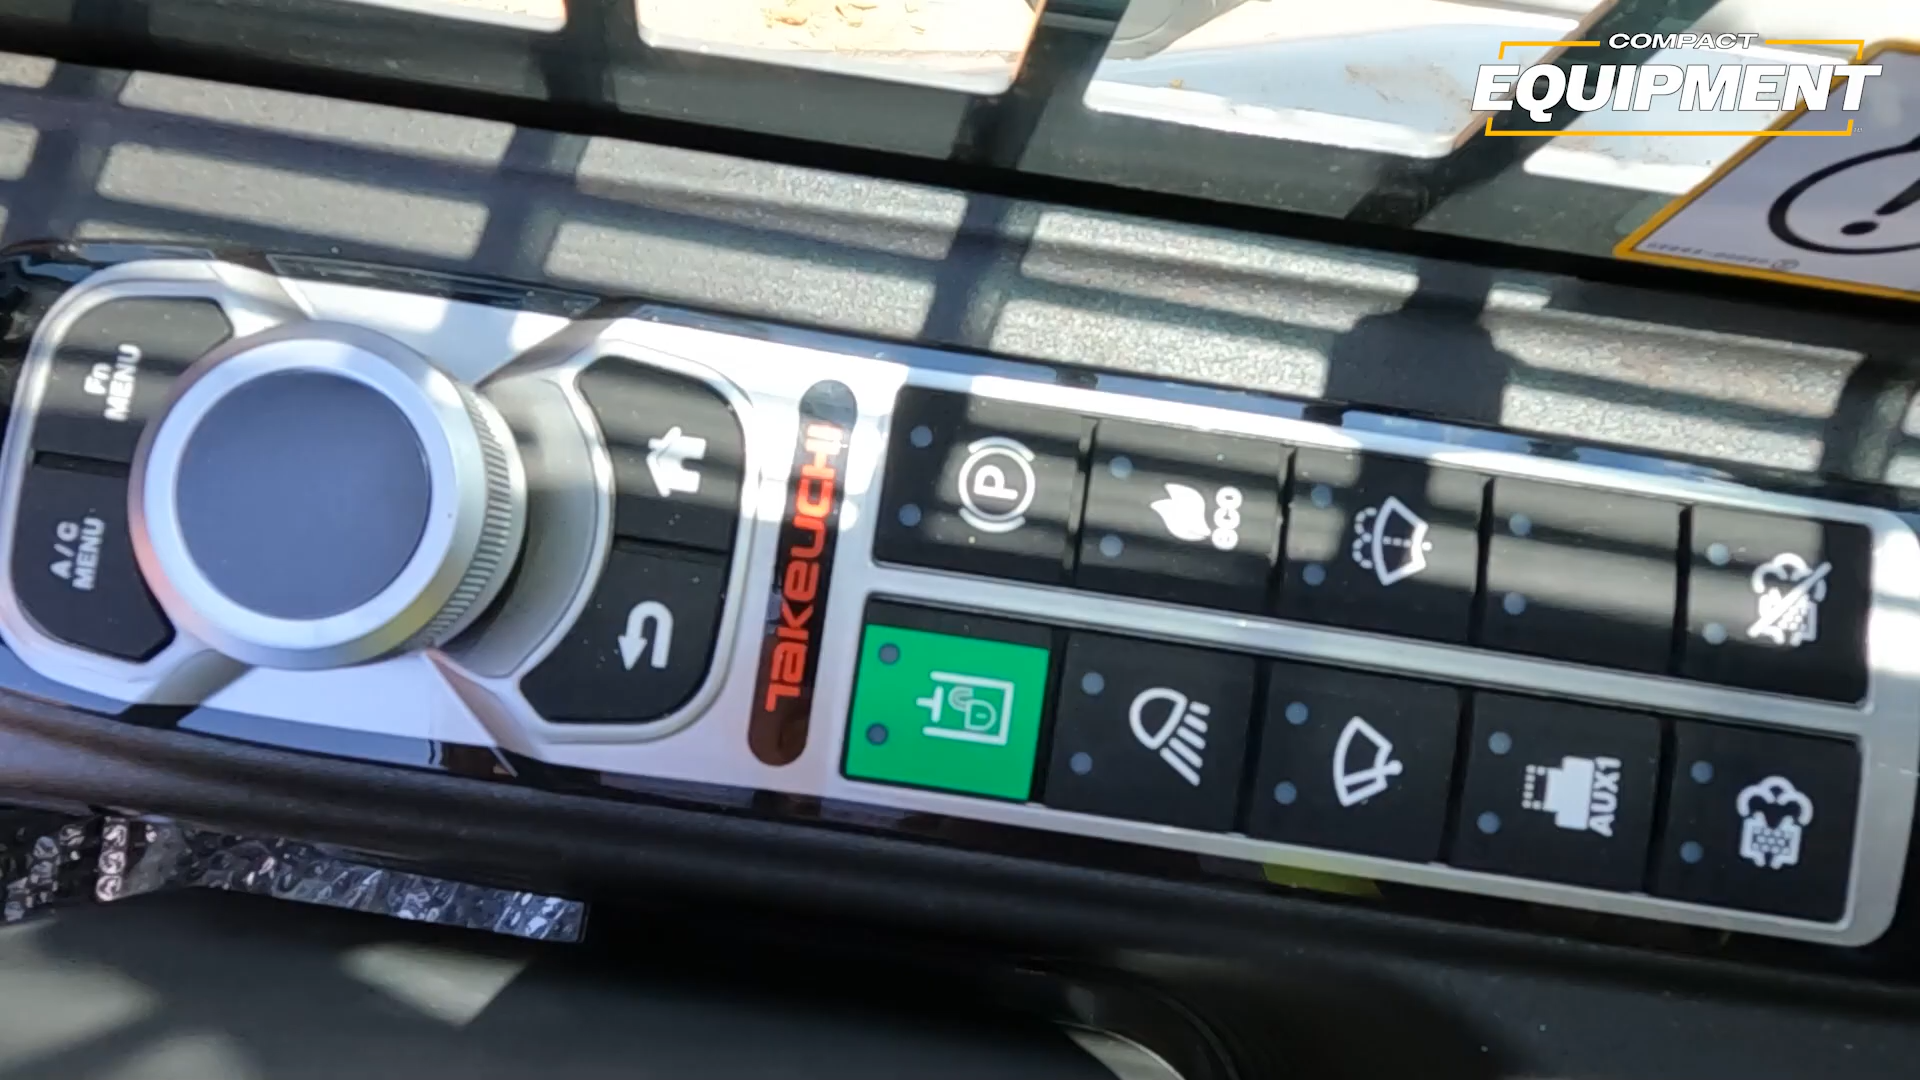 COMPACT
EQUIPMENT
Fn
MENU
A/C
MENU
TAKEUCHI
P
eco
AUX1